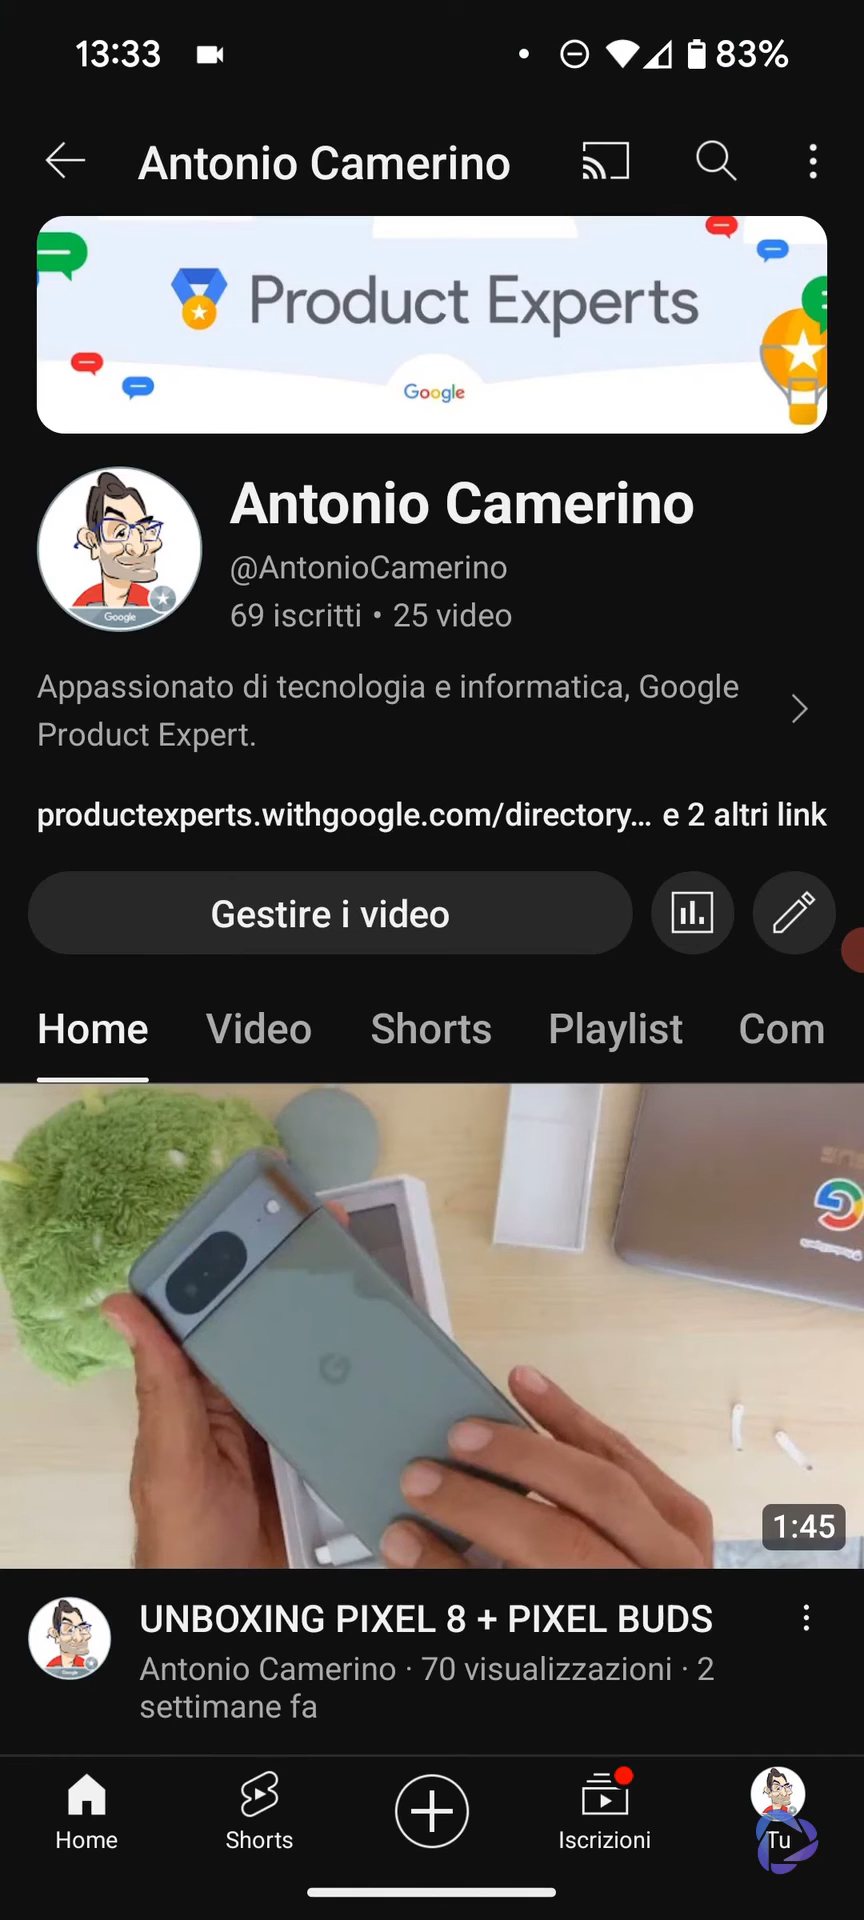 13:33
83%
Antonio Camerino
Product Experts
Google
Antonio Camerino
Google
@AntonioCamerino
69 iscritti • 25 video
Appassionato di tecnologia e informatica, Google
Product Expert.
productexperts.withgoogle.com/directory... e 2 altri link
Gestire i video
Home Video Shorts Playlist Com
1:45
UNBOXING PIXEL 8 + PIXEL BUDS
Antonio Camerino · 70 visualizzazioni · 2
settimane fa
Home Shorts Iscrizioni Tu